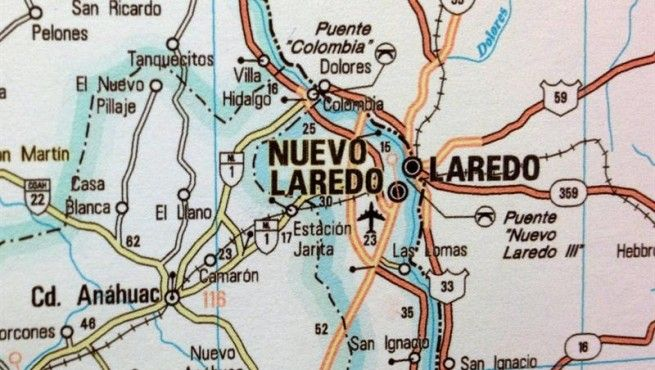 San Ricardo
Pelones
Tanquecitos
El Nuevo
Pillaje
Puente
"Colombia"
Dolores
Villa
Hidalgo
16
Colombia
25
15
59
NL
1
NUEVO
LAREDO
LAREDO
359
San Martín
COAH
22
Casa
Blanca
El Llano
30
NL
1
17
Estación
Jarita
23
Puente
"Nuevo
Laredo III"
Dolores
62
23
Camarón
Las Lomas
33
Cd. Anáhuac
116
46
52
35
16
San Ignacio
San Ignacio
Nuevo